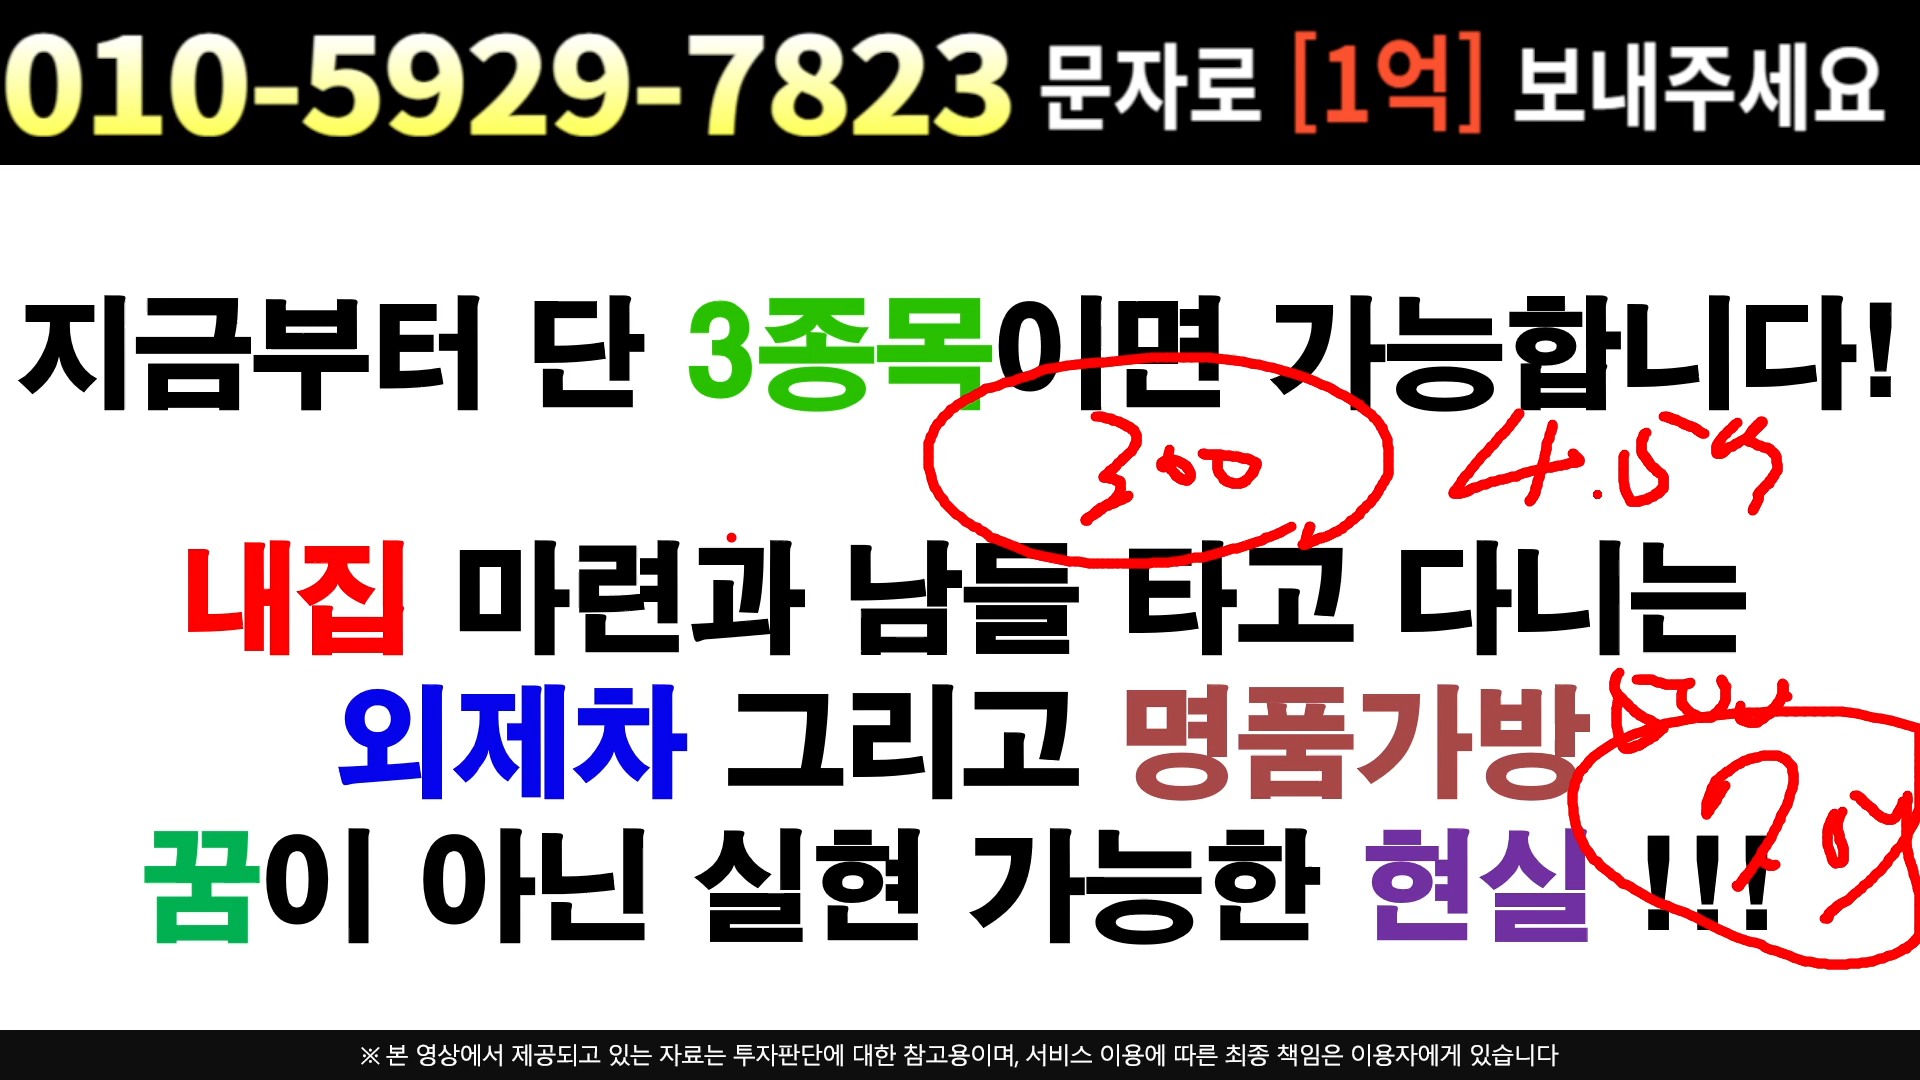 010-5929-7823 문자로 [1억] 보내주세요
지금부터 단 3종목이면 가능합니다!
300
내집 마련과 남들 타고 다니는
외제차 그리고 명품가방
꿈이 아닌 실현 가능한 현실 !!!
※ 본 영상에서 제공되고 있는 자료는 투자판단에 대한 참고용이며, 서비스 이용에 따른 최종 책임은 이용자에게 있습니다